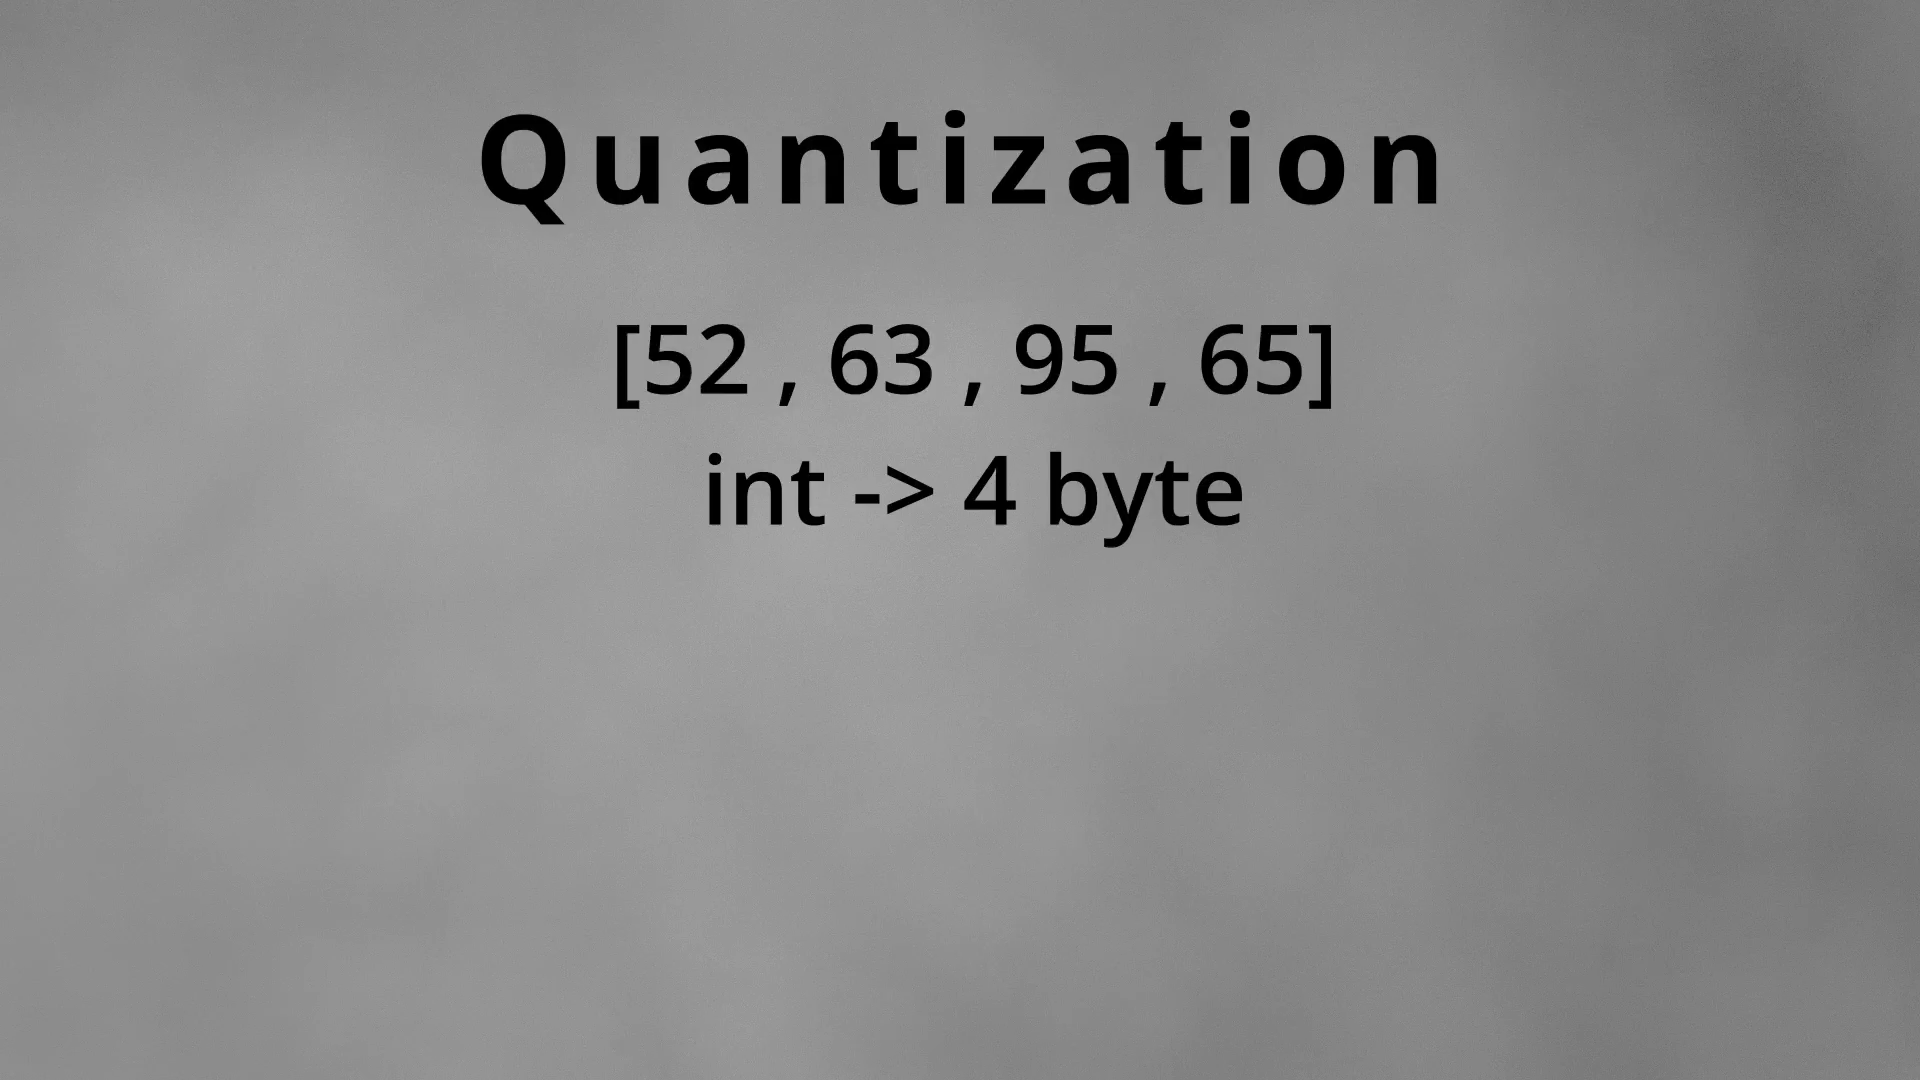 Quantization
[52 , 63 , 95 , 65]
int -> 4 byte